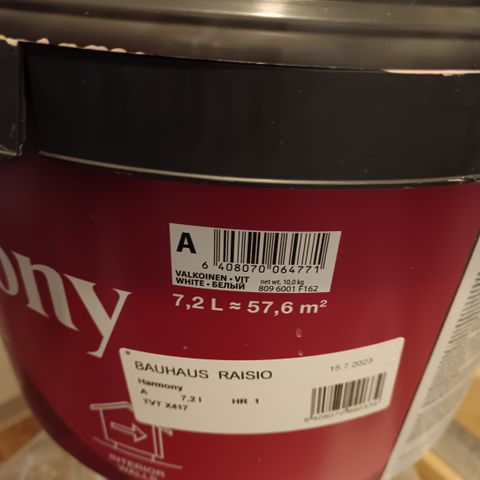 A
6 408070 064771
VALKOINEN - VIT
WHITE - БЕЛЫЙ
net wt. 10,0 kg
809 6001 F162
7,2 L ≈ 57,6 m²
ony
BAUHAUS RAISIO
15.7.2023
Harmony
A 7,2 l HR 1
TVT X417
INTERIOR
WALLS